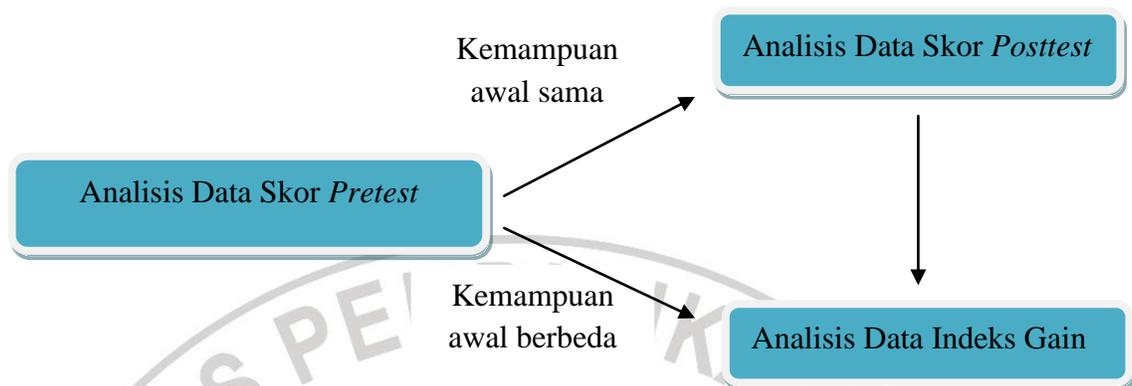 Kemampuan
awal sama
Analisis Data Skor Posttest
Analisis Data Skor Pretest
Kemampuan
awal berbeda
Analisis Data Indeks Gain